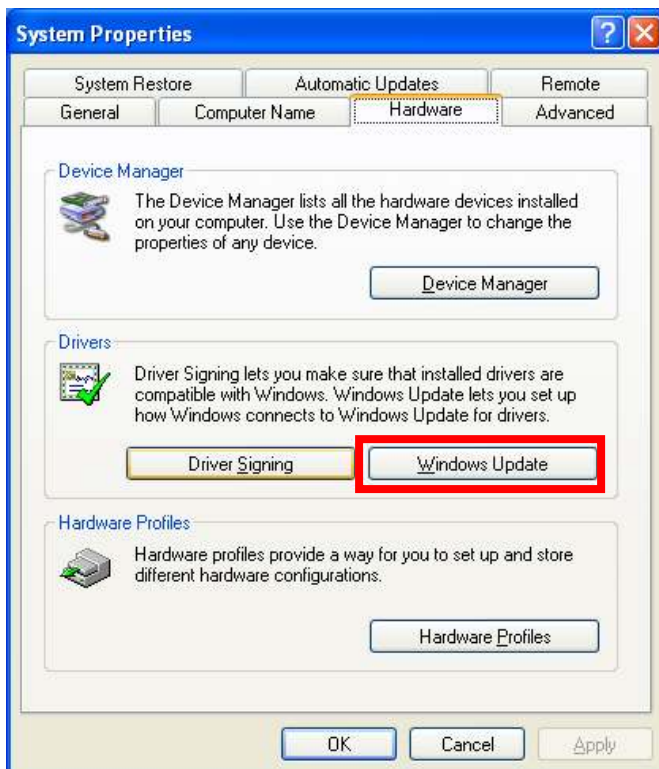 System Properties
System Restore Automatic Updates Remote
General Computer Name Hardware Advanced
Device Manager
The Device Manager lists all the hardware devices installed
on your computer. Use the Device Manager to change the
properties of any device.
Device Manager
Drivers
Driver Signing lets you make sure that installed drivers are
compatible with Windows. Windows Update lets you set up
how Windows connects to Windows Update for drivers.
Driver Signing Windows Update
Hardware Profiles
Hardware profiles provide a way for you to set up and store
different hardware configurations.
Hardware Profiles
OK Cancel Apply